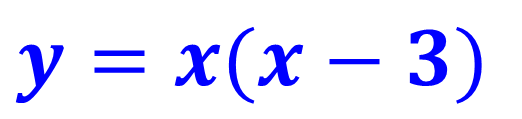 y = x(x − 3)